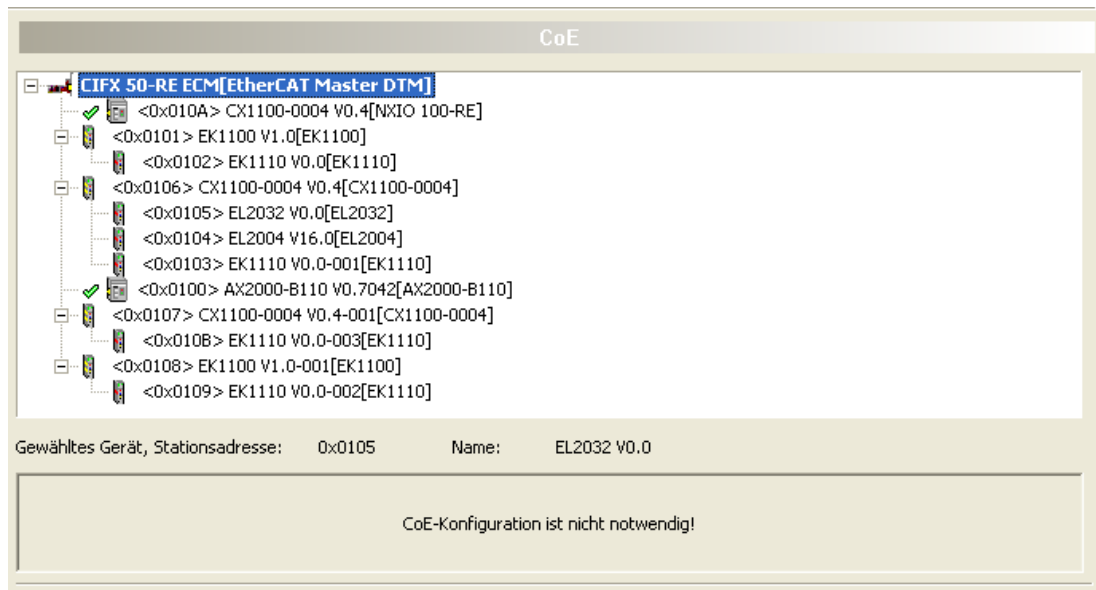 CoE
CIFX 50-RE ECM[EtherCAT Master DTM]
<0x010A> CX1100-0004 V0.4[NXIO 100-RE]
<0x0101> EK1100 V1.0[EK1100]
<0x0102> EK1110 V0.0[EK1110]
<0x0106> CX1100-0004 V0.4[CX1100-0004]
<0x0105> EL2032 V0.0[EL2032]
<0x0104> EL2004 V16.0[EL2004]
<0x0103> EK1110 V0.0-001[EK1110]
<0x0100> AX2000-B110 V0.7042[AX2000-B110]
<0x0107> CX1100-0004 V0.4-001[CX1100-0004]
<0x010B> EK1110 V0.0-003[EK1110]
<0x0108> EK1100 V1.0-001[EK1100]
<0x0109> EK1110 V0.0-002[EK1110]
Gewähltes Gerät, Stationsadresse: 0x0105 Name: EL2032 V0.0
CoE-Konfiguration ist nicht notwendig!